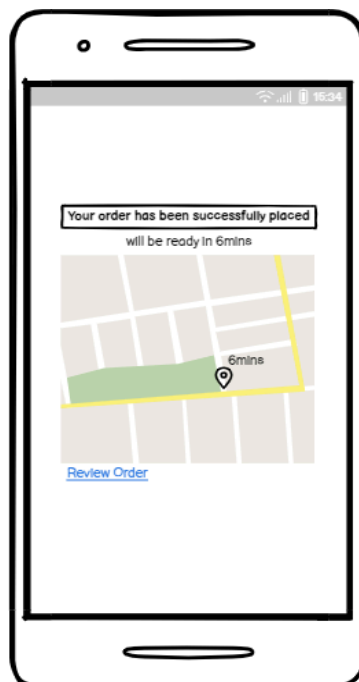 15:34
Your order has been successfully placed
will be ready in 6mins
6mins
Review Order